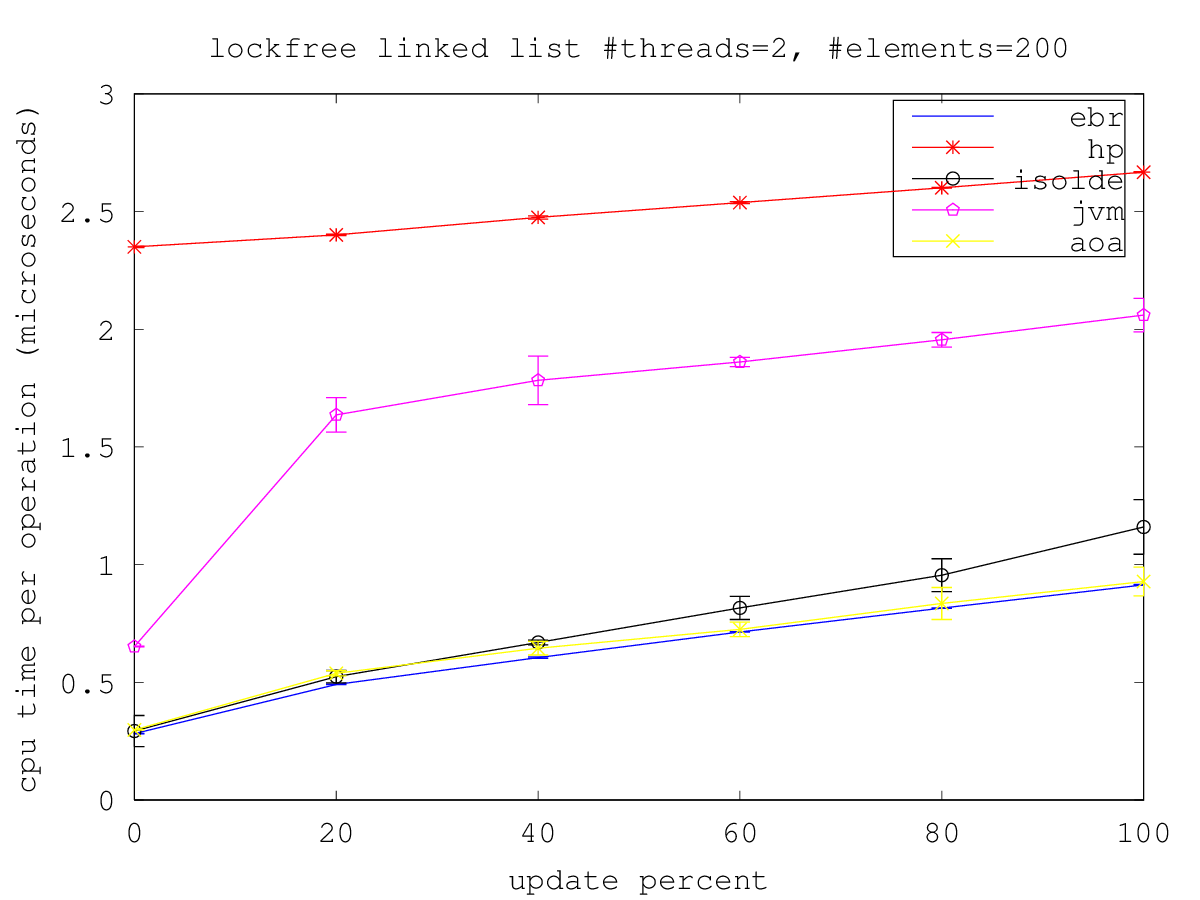 lockfree linked list #threads=2, #elements=200
cpu time per operation (microseconds)
3
2.5
2
1.5
1
0.5
0
ebr
hp
isolde
jvm
aoa
0 20 40 60 80 100
update percent